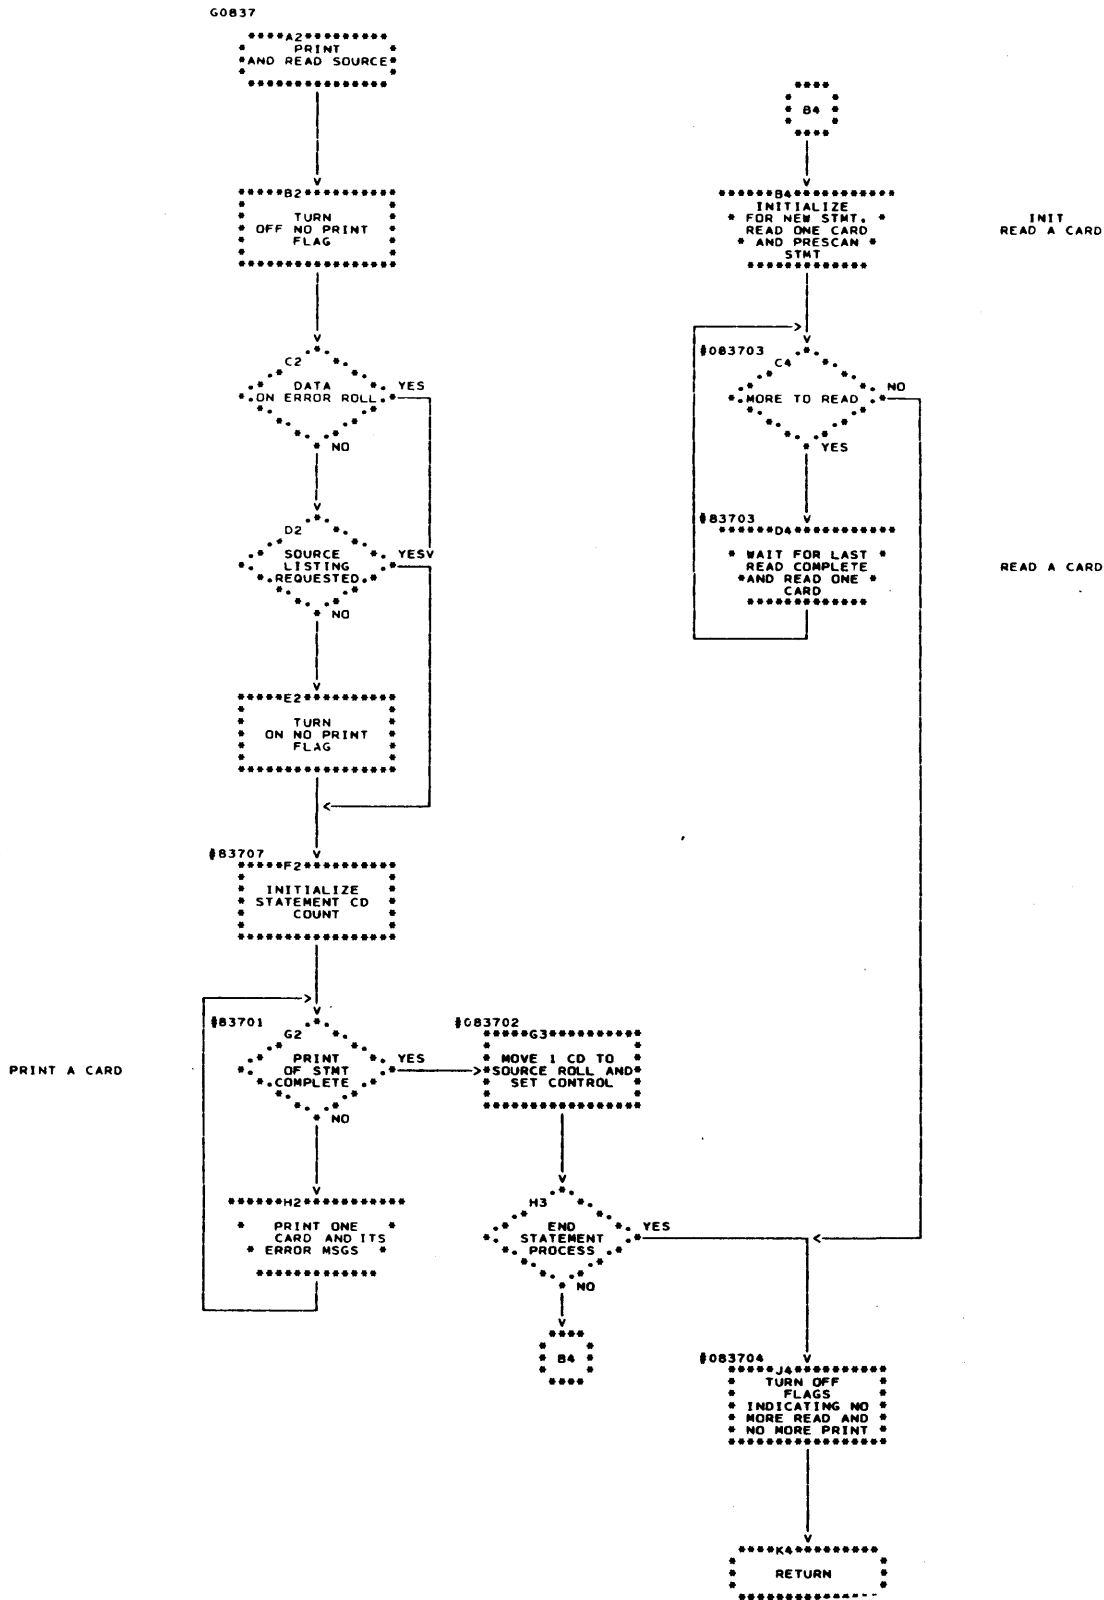 G0837
A2
PRINT
AND READ SOURCE
B4
B2
TURN
OFF NO PRINT
FLAG
B4
INITIALIZE
FOR NEW STMT.
READ ONE CARD
AND PRESCAN
STMT
INIT
READ A CARD
C2
DATA
ON ERROR ROLL
YES
NO
#083703
C4
MORE TO READ
NO
YES
D2
SOURCE
LISTING
REQUESTED
YES
NO
#83703
D4
WAIT FOR LAST
READ COMPLETE
AND READ ONE
CARD
READ A CARD
E2
TURN
ON NO PRINT
FLAG
#83707
F2
INITIALIZE
STATEMENT CD
COUNT
PRINT A CARD
#83701
G2
PRINT
OF STMT
COMPLETE
YES
NO
#083702
G3
MOVE 1 CD TO
SOURCE ROLL AND
SET CONTROL
H2
PRINT ONE
CARD AND ITS
ERROR MSGS
H3
END
STATEMENT
PROCESS
YES
NO
B4
#083704
J4
TURN OFF
FLAGS
INDICATING NO
MORE READ AND
NO MORE PRINT
K4
RETURN